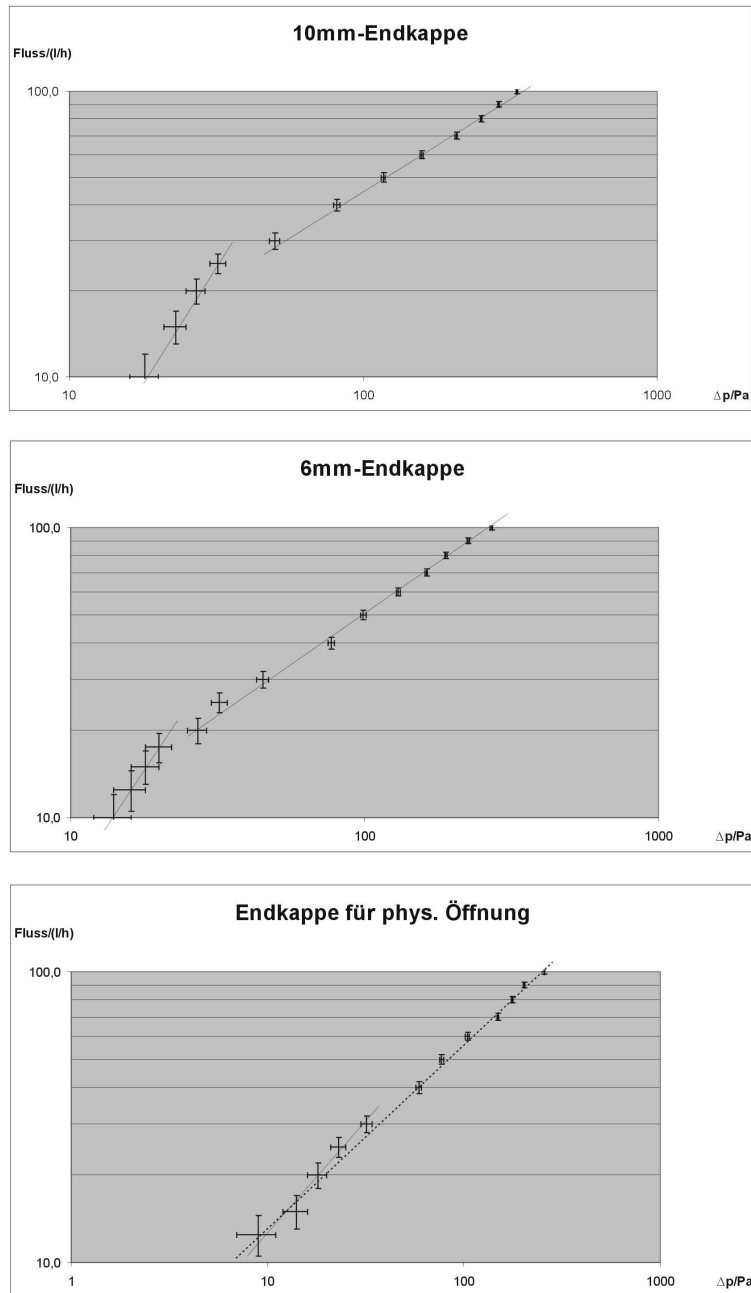 10mm-Endkappe
Fluss/(l/h)
100,0
10,0
10 100 1000 Δp/Pa
6mm-Endkappe
Fluss/(l/h)
100,0
10,0
10 100 1000 Δp/Pa
Endkappe für phys. Öffnung
Fluss/(l/h)
100,0
10,0
1 10 100 1000 Δp/Pa